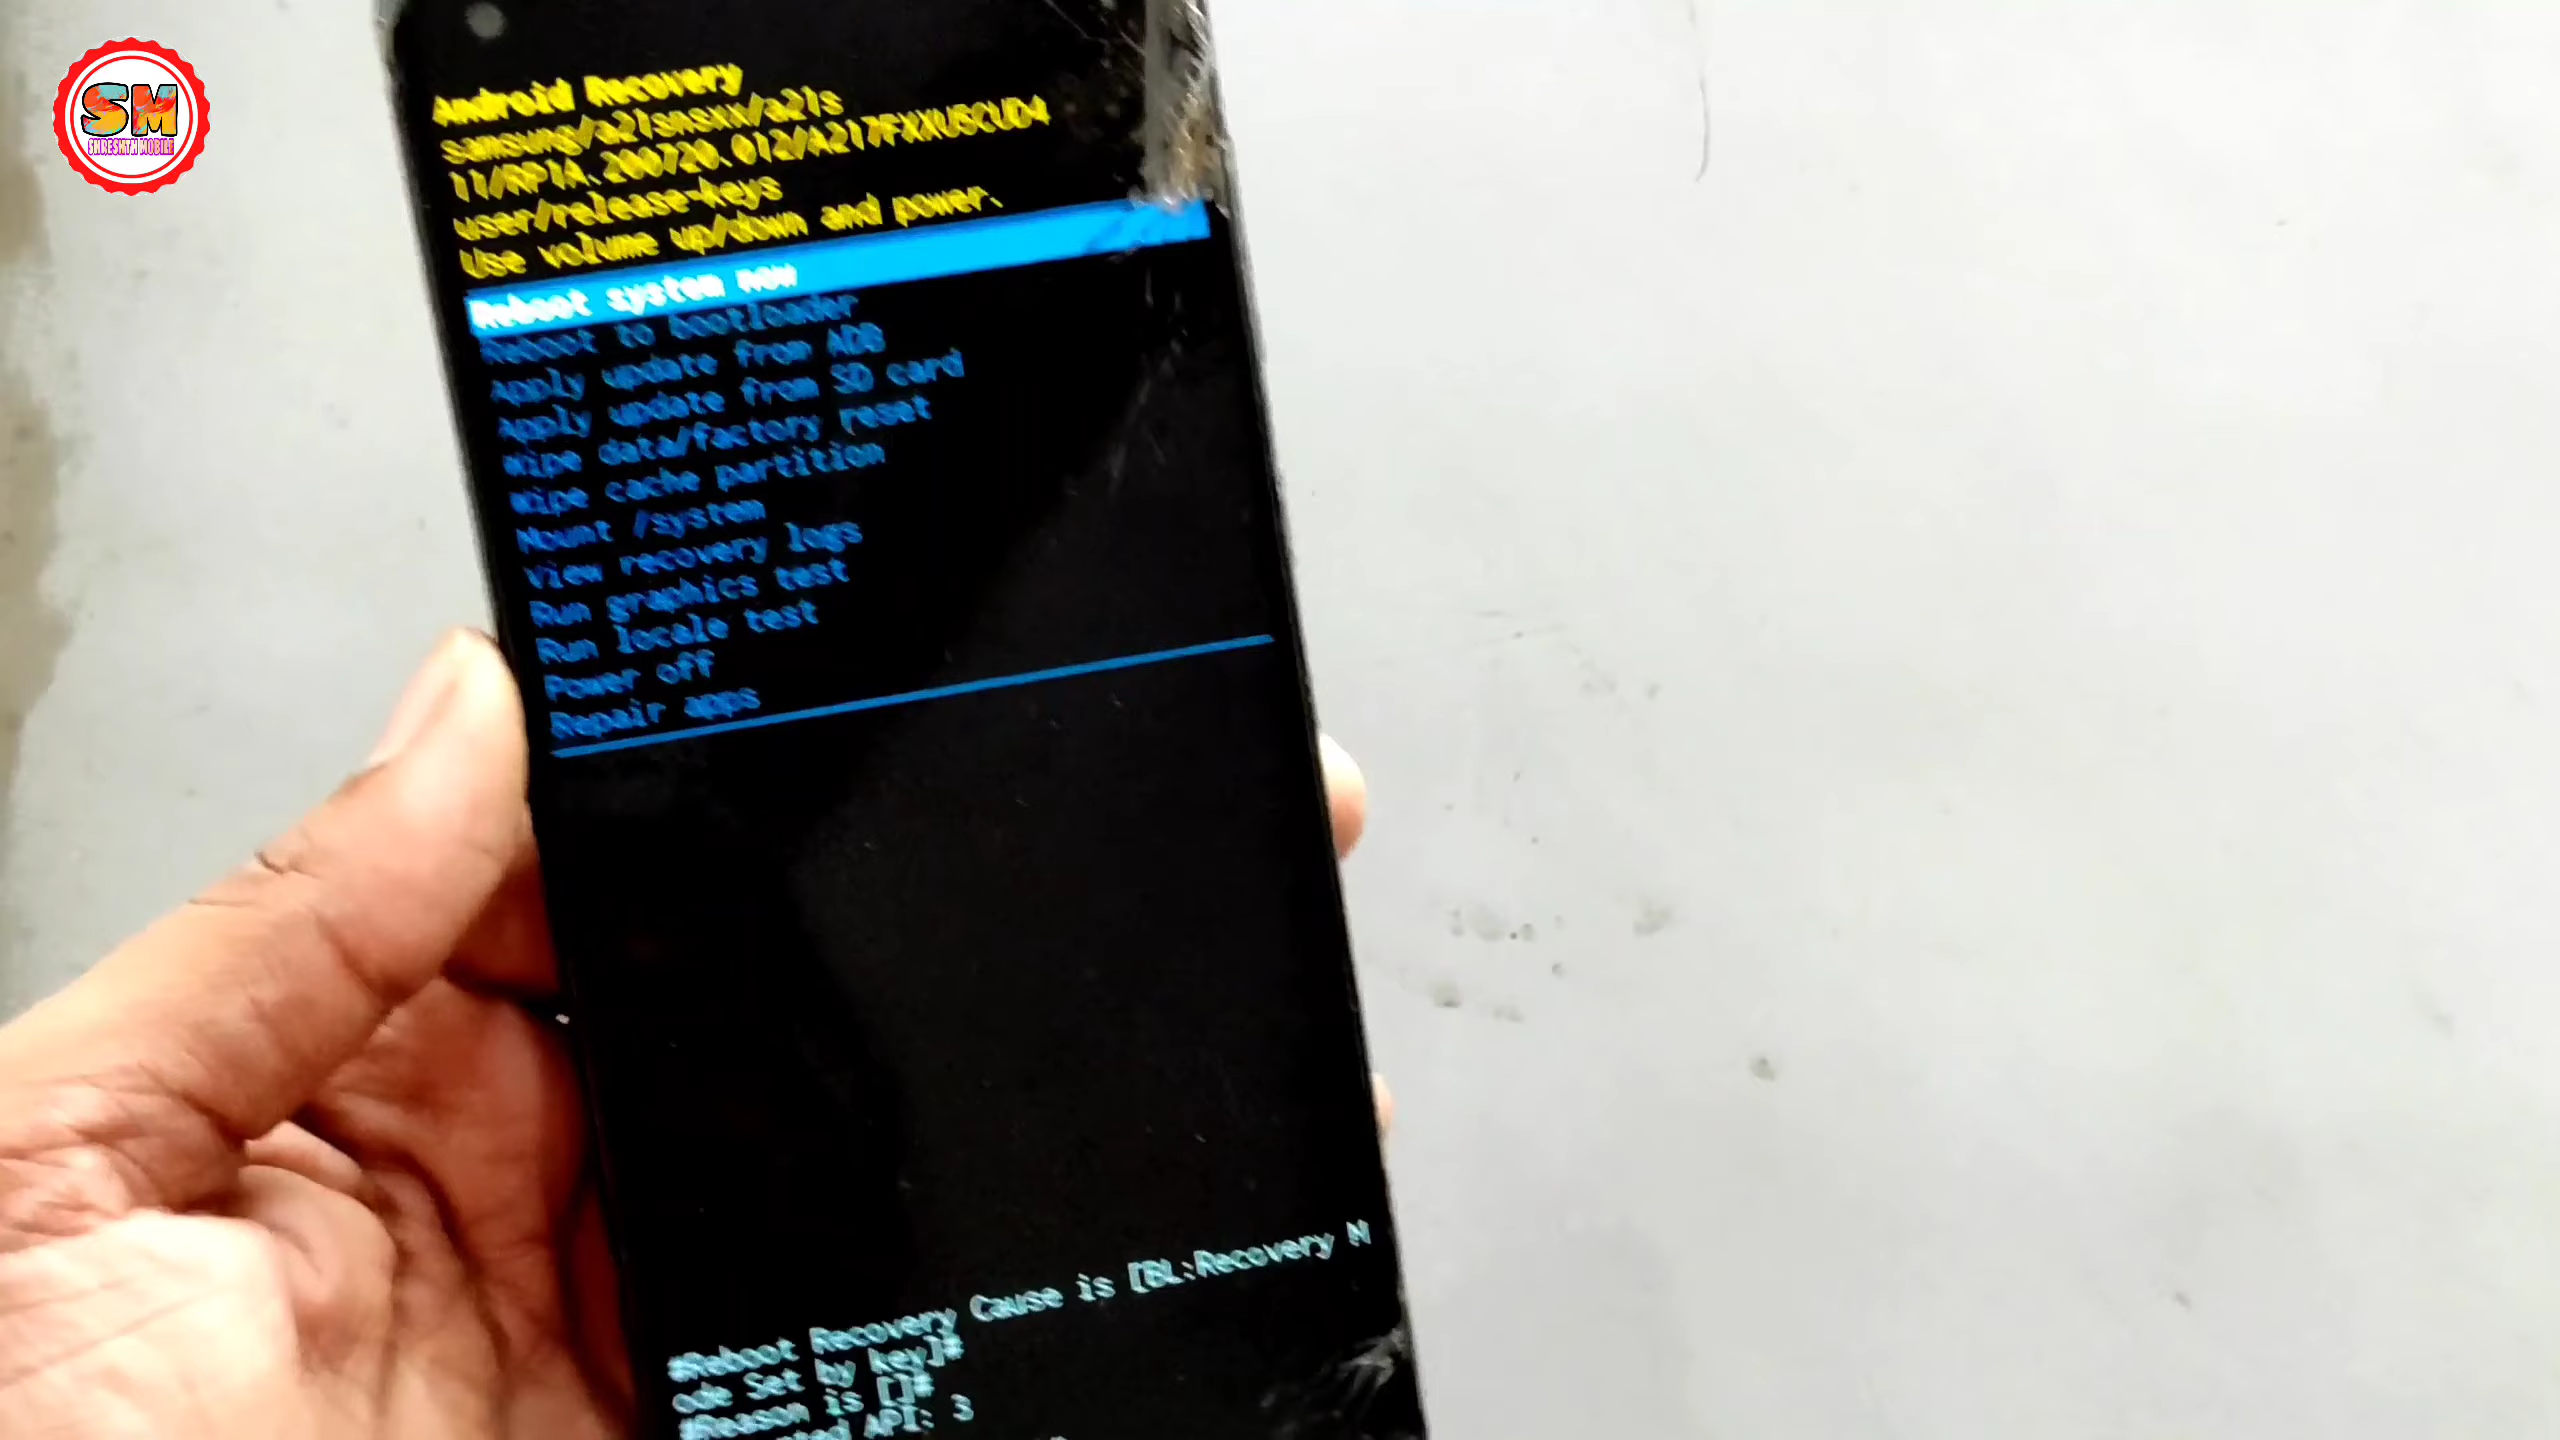 SM
SHRESHTH MOBILE
Android Recovery
samsung/a21snsxx/a21s
11/RP1A.200720.012/A217FXXU5CUD4
user/release-keys
Use volume up/down and power.
Reboot system now
Reboot to bootloader
Apply update from ADB
Apply update from SD card
Wipe data/factory reset
Wipe cache partition
Mount /system
View recovery logs
Run graphics test
Run locale test
Power off
Repair apps
#Reboot Recovery Cause is [BL:Recovery M
ode Set by key]#
#Reason is []#
API: 3